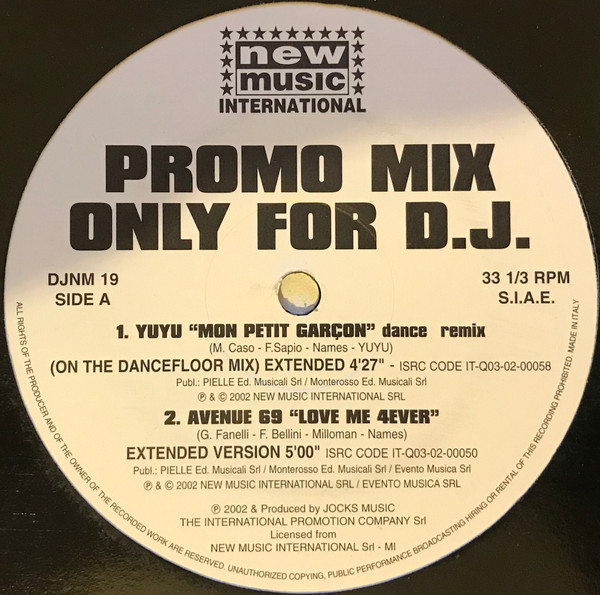 new
music
INTERNATIONAL
PROMO MIX
ONLY FOR D.J.
DJNM 19
SIDE A
33 1/3 RPM
S.I.A.E.
1. YUYU "MON PETIT GARÇON" dance remix
(M. Caso - F.Sapio - Names - YUYU)
(ON THE DANCEFLOOR MIX) EXTENDED 4'27" - ISRC CODE IT-Q03-02-00058
Publ.: PIELLE Ed. Musicali Srl / Monterosso Ed. Musicali Srl
℗ & © 2002 NEW MUSIC INTERNATIONAL SRL
2. AVENUE 69 "LOVE ME 4EVER"
(G. Fanelli - F. Bellini - Milloman - Names)
EXTENDED VERSION 5'00" ISRC CODE IT-Q03-02-00050
Publ.: PIELLE Ed. Musicali Srl / Monterosso Ed. Musicali Srl / Evento Musica Srl
℗ & © 2002 NEW MUSIC INTERNATIONAL SRL / EVENTO MUSICA SRL
℗ 2002 & Produced by JOCKS MUSIC
THE INTERNATIONAL PROMOTION COMPANY Srl
Licensed from
NEW MUSIC INTERNATIONAL Srl - MI
ALL RIGHTS OF THE PRODUCER AND OF THE OWNER OF THE RECORDED WORK ARE RESERVED. UNAUTHORIZED COPYING, PUBLIC PERFORMANCE BROADCASTING HIRING OR RENTAL OF THIS RECORDING PROHIBITED. MADE IN ITALY